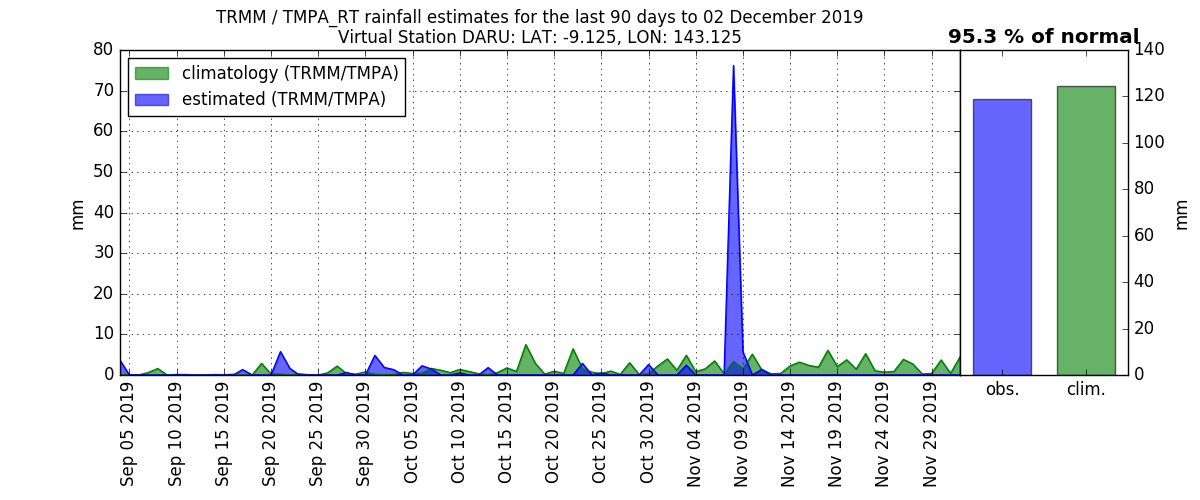 TRMM / TMPA_RT rainfall estimates for the last 90 days to 02 December 2019
Virtual Station DARU: LAT: -9.125, LON: 143.125
95.3 % of normal
climatology (TRMM/TMPA)
estimated (TRMM/TMPA)
80
70
60
50
40
30
20
10
0
mm
Sep 05 2019
Sep 10 2019
Sep 15 2019
Sep 20 2019
Sep 25 2019
Sep 30 2019
Oct 05 2019
Oct 10 2019
Oct 15 2019
Oct 20 2019
Oct 25 2019
Oct 30 2019
Nov 04 2019
Nov 09 2019
Nov 14 2019
Nov 19 2019
Nov 24 2019
Nov 29 2019
140
120
100
80
60
40
20
0
mm
obs.
clim.